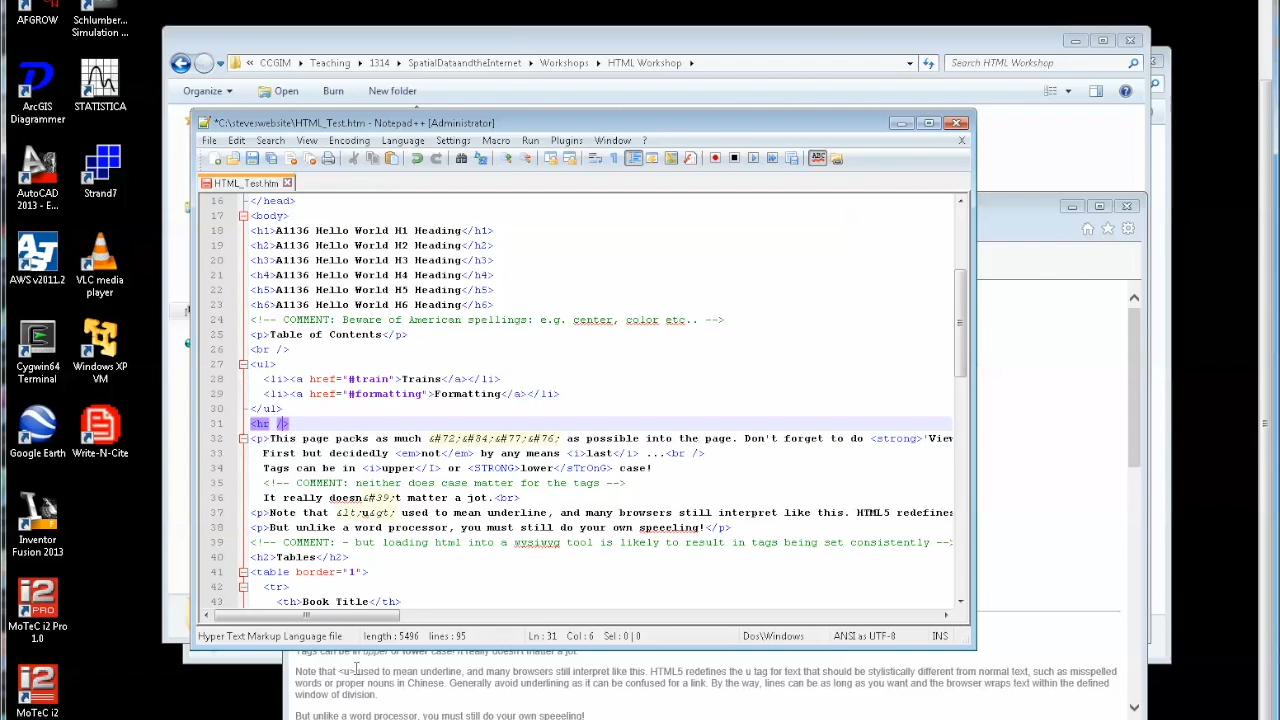 AFGROW
Schlumber...
Simulation ...
ArcGIS
Diagrammer
STATISTICA
AutoCAD
2013 - E...
Strand7
AWS v2011.2
VLC media
player
Cygwin64
Terminal
Windows XP
VM
Google Earth
Write-N-Cite
Inventor
Fusion 2013
MoTeC i2 Pro
1.0
MoTeC i2
« CCGIM › Teaching › 1314 › SpatialDataontheInternet › Workshops › HTML Workshop ›
Search HTML Workshop
Organize ▾ Open Burn New folder
*C:\steveswebsite\HTML_Test.htm - Notepad++ [Administrator]
File Edit Search View Encoding Language Settings Macro Run Plugins Window ? X
HTML_Test.htm
16 </head>
17 <body>
18 <h1>A1136 Hello World H1 Heading</h1>
19 <h2>A1136 Hello World H2 Heading</h2>
20 <h3>A1136 Hello World H3 Heading</h3>
21 <h4>A1136 Hello World H4 Heading</h4>
22 <h5>A1136 Hello World H5 Heading</h5>
23 <h6>A1136 Hello World H6 Heading</h6>
24 <!-- COMMENT: Beware of American spellings: e.g. center, color etc.. -->
25 <p>Table of Contents</p>
26 <br />
27 <ul>
28 <li><a href="#train">Trains</a></li>
29 <li><a href="#formatting">Formatting</a></li>
30 </ul>
31 <hr />
32 <p>This page packs as much &#72;&#84;&#77;&#76; as possible into the page. Don't forget to do <strong>'View
33 First but decidedly <em>not</em> by any means <i>last</i> ...<br />
34 Tags can be in <i>upper</I> or <STRONG>lower</sTrOnG> case!
35 <!-- COMMENT: neither does case matter for the tags -->
36 It really doesn&#39;t matter a jot.<br>
37 <p>Note that &lt;u&gt; used to mean underline, and many browsers still interpret like this. HTML5 redefines
38 <p>But unlike a word processor, you must still do your own speeeling!</p>
39 <!-- COMMENT: - but loading html into a wysiwyg tool is likely to result in tags being set consistently -->
40 <h2>Tables</h2>
41 <table border="1">
42 <tr>
43 <th>Book Title</th>
Hyper Text Markup Language file length: 5496 lines: 95 Ln: 31 Col: 8 Sel: 0 | 0 Dos\Windows ANSI as UTF-8 INS
Tags can be in upper or lower case! It really doesn't matter a jot.
Note that <u>used to mean underline, and many browsers still interpret like this. HTML5 redefines the u tag for text that should be stylistically different from normal text, such as misspelled
words or proper nouns in Chinese. Generally avoid underlining as it can be confused for a link. By the way, lines can be as long as you want and the browser wraps text within the defined
window of division.
But unlike a word processor, you must still do your own speeeling!